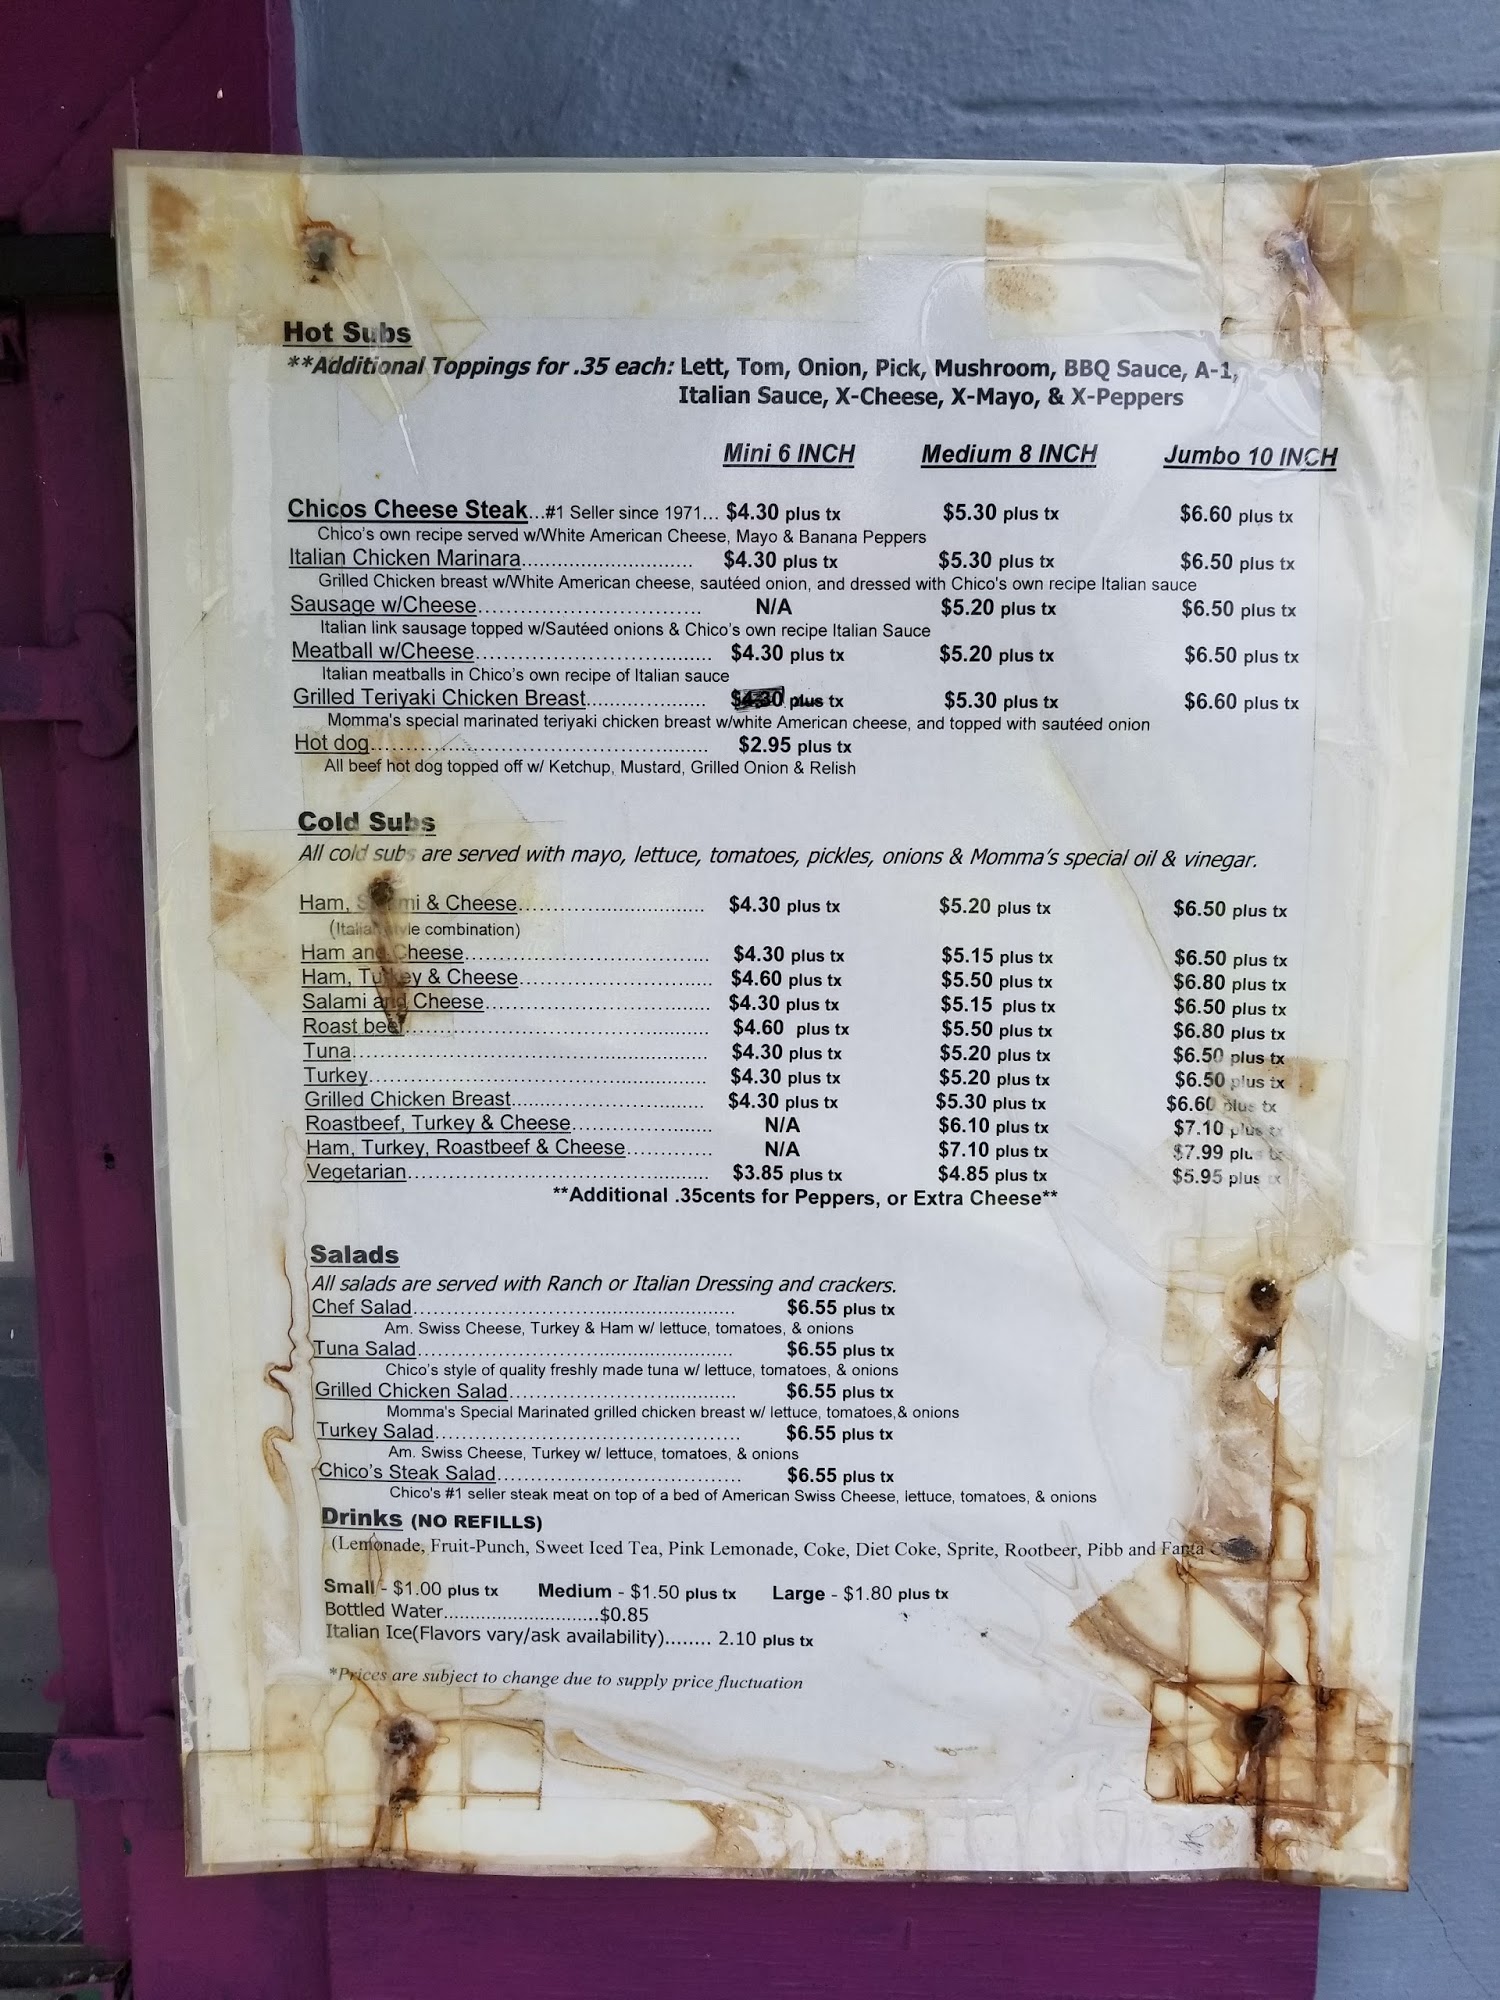 Hot Subs
**Additional Toppings for .35 each: Lett, Tom, Onion, Pick, Mushroom, BBQ Sauce, A-1,
Italian Sauce, X-Cheese, X-Mayo, & X-Peppers
Mini 6 INCH Medium 8 INCH Jumbo 10 INCH
Chicos Cheese Steak...#1 Seller since 1971... $4.30 plus tx $5.30 plus tx $6.60 plus tx
Chico's own recipe served w/White American Cheese, Mayo & Banana Peppers
Italian Chicken Marinara............................. $4.30 plus tx $5.30 plus tx $6.50 plus tx
Grilled Chicken breast w/White American cheese, sautéed onion, and dressed with Chico's own recipe Italian sauce
Sausage w/Cheese.................................. N/A $5.20 plus tx $6.50 plus tx
Italian link sausage topped w/Sautéed onions & Chico's own recipe Italian Sauce
Meatball w/Cheese.................................... $4.30 plus tx $5.20 plus tx $6.50 plus tx
Italian meatballs in Chico's own recipe of Italian sauce
Grilled Teriyaki Chicken Breast................... $4.30 plus tx $5.30 plus tx $6.60 plus tx
Momma's special marinated teriyaki chicken breast w/white American cheese, and topped with sautéed onion
Hot dog................................................... $2.95 plus tx
All beef hot dog topped off w/ Ketchup, Mustard, Grilled Onion & Relish
Cold Subs
All cold subs are served with mayo, lettuce, tomatoes, pickles, onions & Momma's special oil & vinegar.
Ham, Salami & Cheese............................ $4.30 plus tx $5.20 plus tx $6.50 plus tx
(Italian style combination)
Ham and Cheese..................................... $4.30 plus tx $5.15 plus tx $6.50 plus tx
Ham, Turkey & Cheese............................. $4.60 plus tx $5.50 plus tx $6.80 plus tx
Salami and Cheese.................................. $4.30 plus tx $5.15 plus tx $6.50 plus tx
Roast beef.............................................. $4.60 plus tx $5.50 plus tx $6.80 plus tx
Tuna...................................................... $4.30 plus tx $5.20 plus tx $6.50 plus tx
Turkey................................................... $4.30 plus tx $5.20 plus tx $6.50 plus tx
Grilled Chicken Breast............................. $4.30 plus tx $5.30 plus tx $6.60 plus tx
Roastbeef, Turkey & Cheese..................... N/A $6.10 plus tx $7.10 plus tx
Ham, Turkey, Roastbeef & Cheese............. N/A $7.10 plus tx $7.99 plus tx
Vegetarian.............................................. $3.85 plus tx $4.85 plus tx $5.95 plus tx
**Additional .35cents for Peppers, or Extra Cheese**
Salads
All salads are served with Ranch or Italian Dressing and crackers.
Chef Salad................................................ $6.55 plus tx
Am. Swiss Cheese, Turkey & Ham w/ lettuce, tomatoes, & onions
Tuna Salad............................................... $6.55 plus tx
Chico's style of quality freshly made tuna w/ lettuce, tomatoes, & onions
Grilled Chicken Salad.................................. $6.55 plus tx
Momma's Special Marinated grilled chicken breast w/ lettuce, tomatoes,& onions
Turkey Salad.............................................. $6.55 plus tx
Am. Swiss Cheese, Turkey w/ lettuce, tomatoes, & onions
Chico's Steak Salad..................................... $6.55 plus tx
Chico's #1 seller steak meat on top of a bed of American Swiss Cheese, lettuce, tomatoes, & onions
Drinks (NO REFILLS)
(Lemonade, Fruit-Punch, Sweet Iced Tea, Pink Lemonade, Coke, Diet Coke, Sprite, Rootbeer, Pibb and Fanta
Small - $1.00 plus tx Medium - $1.50 plus tx Large - $1.80 plus tx
Bottled Water............................$0.85
Italian Ice(Flavors vary/ask availability)........ 2.10 plus tx
*Prices are subject to change due to supply price fluctuation